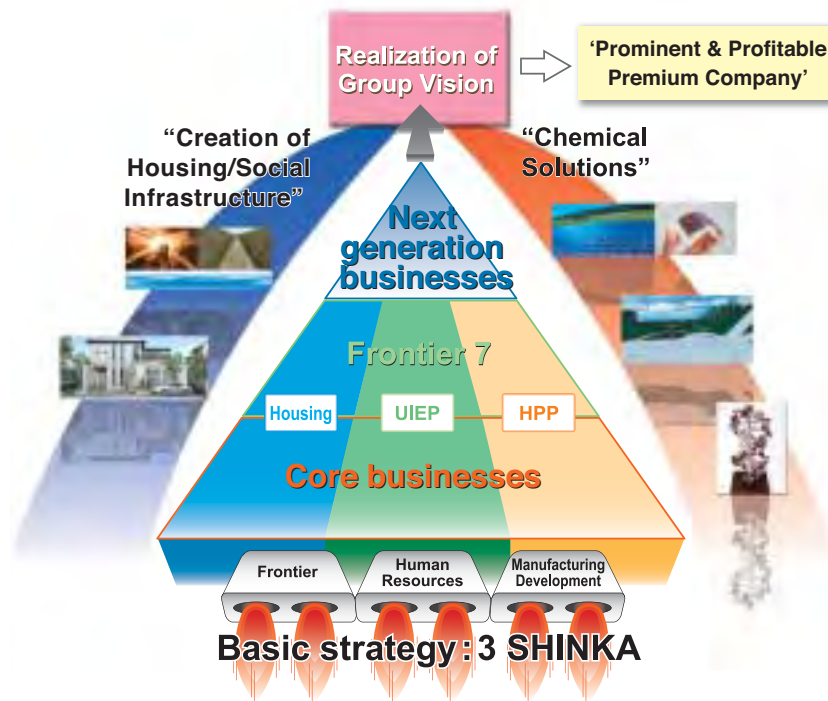 Realization of
Group Vision
‘Prominent & Profitable
Premium Company’
“Creation of
Housing/Social
Infrastructure”
“Chemical
Solutions”
Next
generation
businesses
Frontier 7
Housing
UIEP
HPP
Core businesses
Frontier
Human
Resources
Manufacturing
Development
Basic strategy : 3 SHINKA